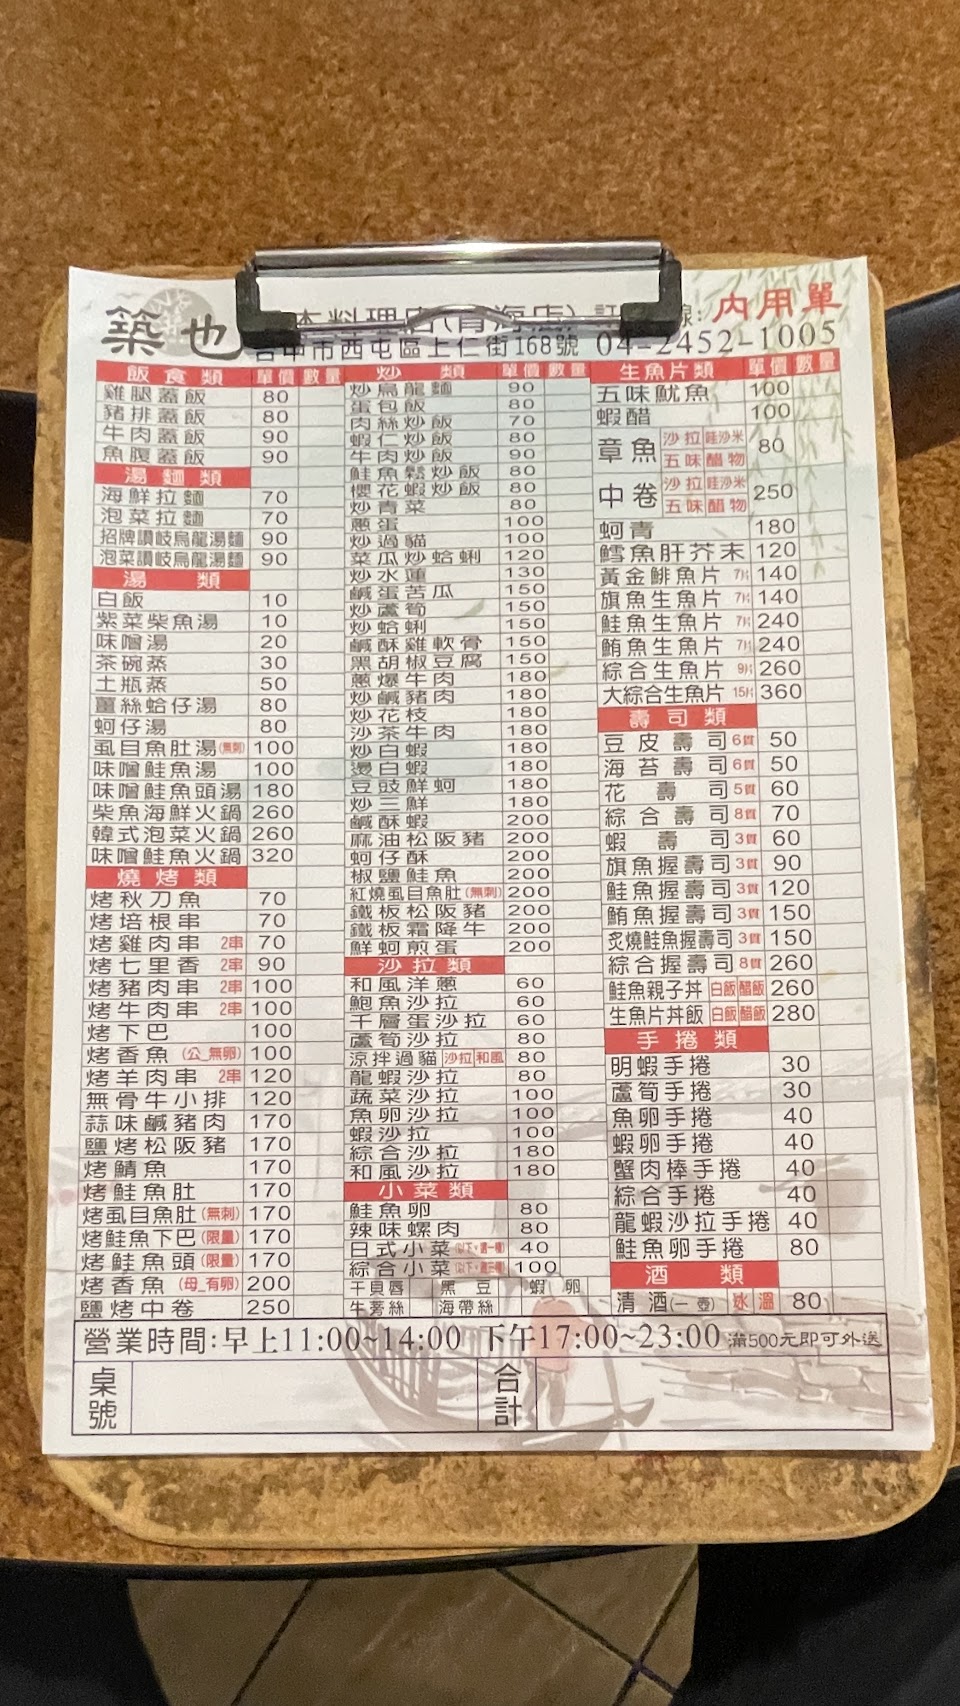 築也 本料理店(青海店)
內用單
台中市西屯區上仁街168號 04-2452-1005
飯食類 單價 數量
雞腿蓋飯 80
豬排蓋飯 80
牛肉蓋飯 90
魚腹蓋飯 90
湯麵類
海鮮拉麵 70
泡菜拉麵 70
招牌讚岐烏龍湯麵 90
泡菜讚岐烏龍湯麵 90
湯類
白飯 10
紫菜柴魚湯 10
味噌湯 20
茶碗蒸 30
土瓶蒸 50
薑絲蛤仔湯 80
蚵仔湯 80
虱目魚肚湯(無刺) 100
味噌鮭魚湯 100
味噌鮭魚頭湯 180
柴魚海鮮火鍋 260
韓式泡菜火鍋 260
味噌鮭魚火鍋 320
燒烤類
烤秋刀魚 70
烤培根串 70
烤雞肉串 2串 70
烤七里香 2串 90
烤豬肉串 2串 100
烤牛肉串 2串 100
烤下巴 100
烤香魚 (公_無卵) 100
烤羊肉串 2串 120
無骨牛小排 120
蒜味鹹豬肉 170
鹽烤松阪豬 170
烤鯖魚 170
烤鮭魚肚 170
烤虱目魚肚(無刺) 170
烤鮭魚下巴(限量) 170
烤鮭魚頭(限量) 170
烤香魚 (母_有卵) 200
鹽烤中卷 250
炒類 單價 數量
炒烏龍麵 90
蛋包飯 80
肉絲炒飯 70
蝦仁炒飯 80
牛肉炒飯 90
鮭魚鬆炒飯 80
櫻花蝦炒飯 80
炒青菜 80
蔥蛋 100
炒過貓 100
菜瓜炒蛤蜊 120
炒水蓮 130
鹹蛋苦瓜 150
炒蘆筍 150
炒蛤蜊 150
鹹酥雞軟骨 150
黑胡椒豆腐 150
蔥爆牛肉 180
炒鹹豬肉 180
炒花枝 180
沙茶牛肉 180
炒白蝦 180
燙白蝦 180
豆豉鮮蚵 180
炒三鮮 180
鹹酥蝦 200
麻油松阪豬 200
蚵仔酥 200
椒鹽鮭魚 200
紅燒虱目魚肚(無刺) 200
鐵板松阪豬 200
鐵板霜降牛 200
鮮蚵煎蛋 200
沙拉類
和風洋蔥 60
鮑魚沙拉 60
千層蛋沙拉 60
蘆筍沙拉 80
涼拌過貓 沙拉 和風 80
龍蝦沙拉 80
蔬菜沙拉 100
魚卵沙拉 100
蝦沙拉 100
綜合沙拉 180
和風沙拉 180
小菜類
鮭魚卵 80
辣味螺肉 80
日式小菜 40
綜合小菜 100
干貝唇 黑豆 蝦卵
牛蒡絲 海帶絲
生魚片類 單價 數量
五味魷魚 100
蝦醋 100
章魚 沙拉 哇沙米 五味 醋物 80
中卷 沙拉 哇沙米 五味 醋物 250
蚵青 180
鱈魚肝芥末 120
黃金鯡魚片 7片 140
旗魚生魚片 7片 140
鮭魚生魚片 7片 240
鮪魚生魚片 7片 240
綜合生魚片 9片 260
大綜合生魚片 15片 360
壽司類
豆皮壽司 6貫 50
海苔壽司 6貫 50
花壽司 5貫 60
綜合壽司 8貫 70
蝦壽司 3貫 60
旗魚握壽司 3貫 90
鮭魚握壽司 3貫 120
鮪魚握壽司 3貫 150
炙燒鮭魚握壽司 3貫 150
綜合握壽司 8貫 260
鮭魚親子丼 白飯 醋飯 260
生魚片丼飯 白飯 醋飯 280
手捲類
明蝦手捲 30
蘆筍手捲 30
魚卵手捲 40
蝦卵手捲 40
蟹肉棒手捲 40
綜合手捲 40
龍蝦沙拉手捲 40
鮭魚卵手捲 80
酒類
清酒(一壺) 冰 溫 80
營業時間:早上11:00~14:00 下午17:00~23:00 滿500元即可外送
桌號 合計